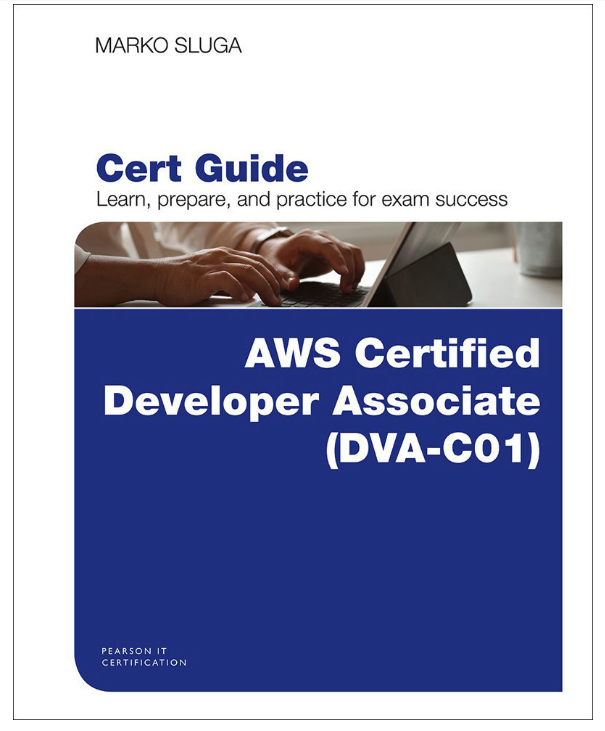 MARKO SLUGA
Cert Guide
Learn, prepare, and practice for exam success
AWS Certified
Developer Associate
(DVA-C01)
PEARSON IT
CERTIFICATION